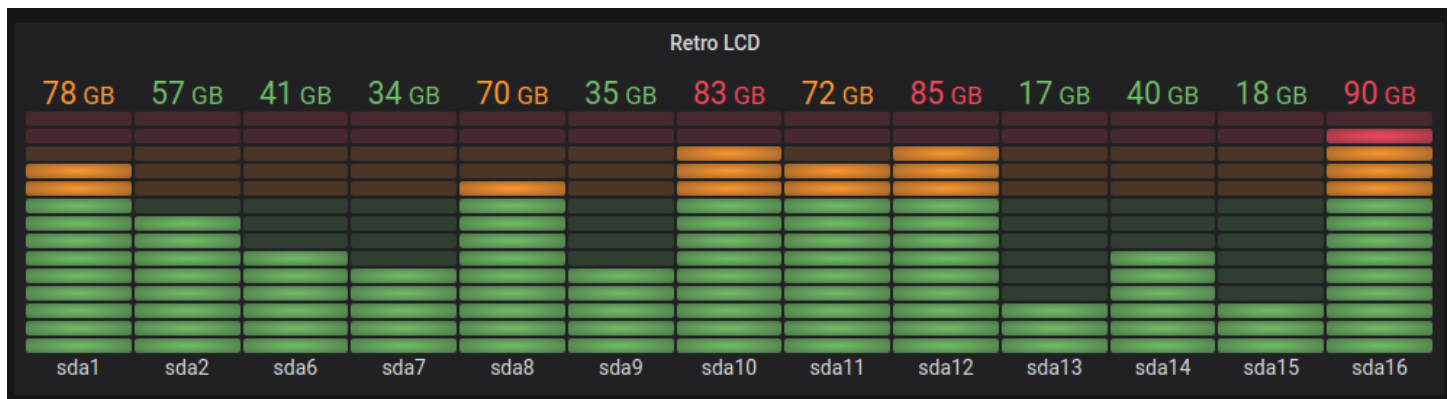 Retro LCD
78 GB 57 GB 41 GB 34 GB 70 GB 35 GB 83 GB 72 GB 85 GB 17 GB 40 GB 18 GB 90 GB
sda1 sda2 sda6 sda7 sda8 sda9 sda10 sda11 sda12 sda13 sda14 sda15 sda16